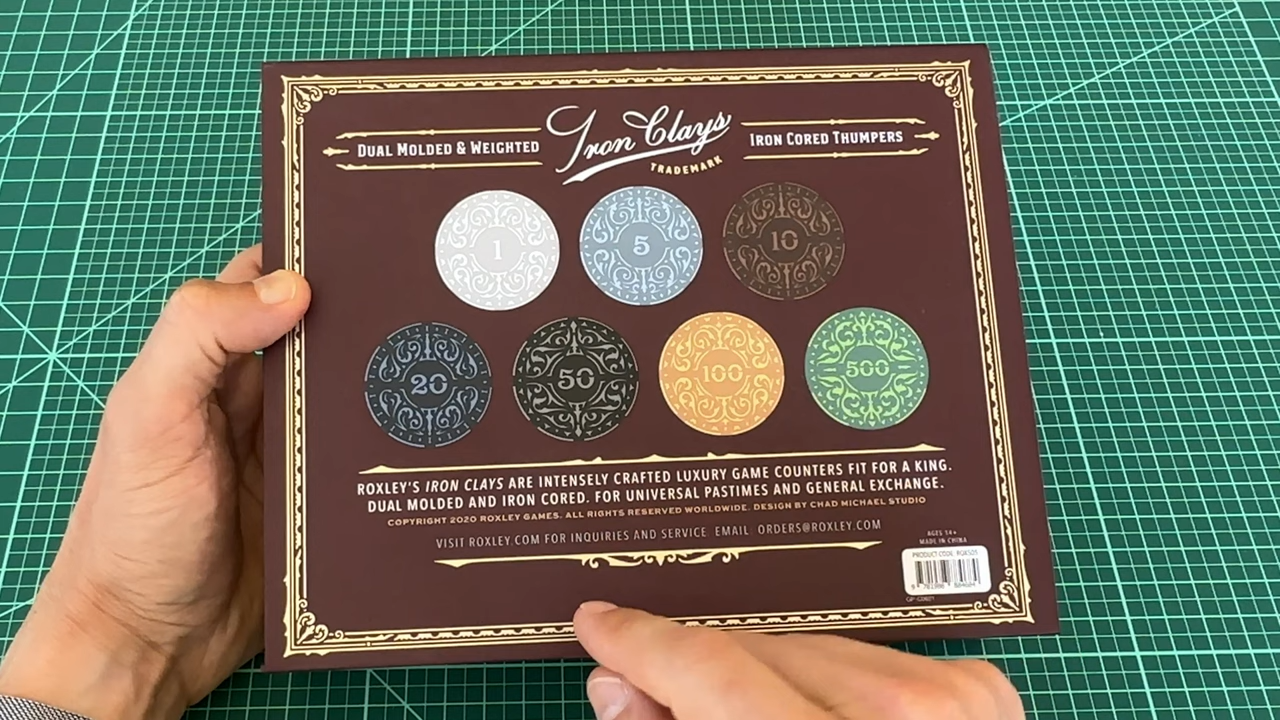 Iron Clays
DUAL MOLDED & WEIGHTED
IRON CORED THUMPERS
TRADEMARK
1
5
10
20
50
100
500
ROXLEY'S IRON CLAYS ARE INTENSELY CRAFTED LUXURY GAME COUNTERS FIT FOR A KING.
DUAL MOLDED AND IRON CORED. FOR UNIVERSAL PASTIMES AND GENERAL EXCHANGE.
COPYRIGHT 2020 ROXLEY GAMES. ALL RIGHTS RESERVED WORLDWIDE. DESIGN BY CHAD MICHAEL STUDIO
VISIT ROXLEY.COM FOR INQUIRIES AND SERVICE EMAIL: ORDERS@ROXLEY.COM
AGES 14+
MADE IN CHINA
PRODUCT CODE: